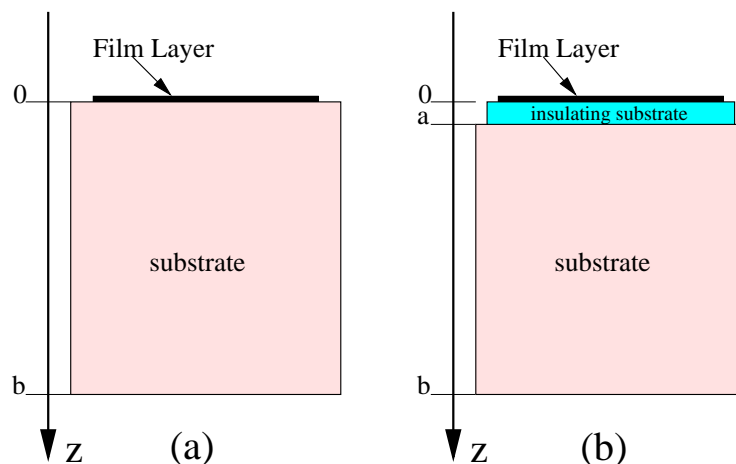 Film Layer
0
substrate
b
z
(a)
Film Layer
0
insulating substrate
a
substrate
b
z
(b)